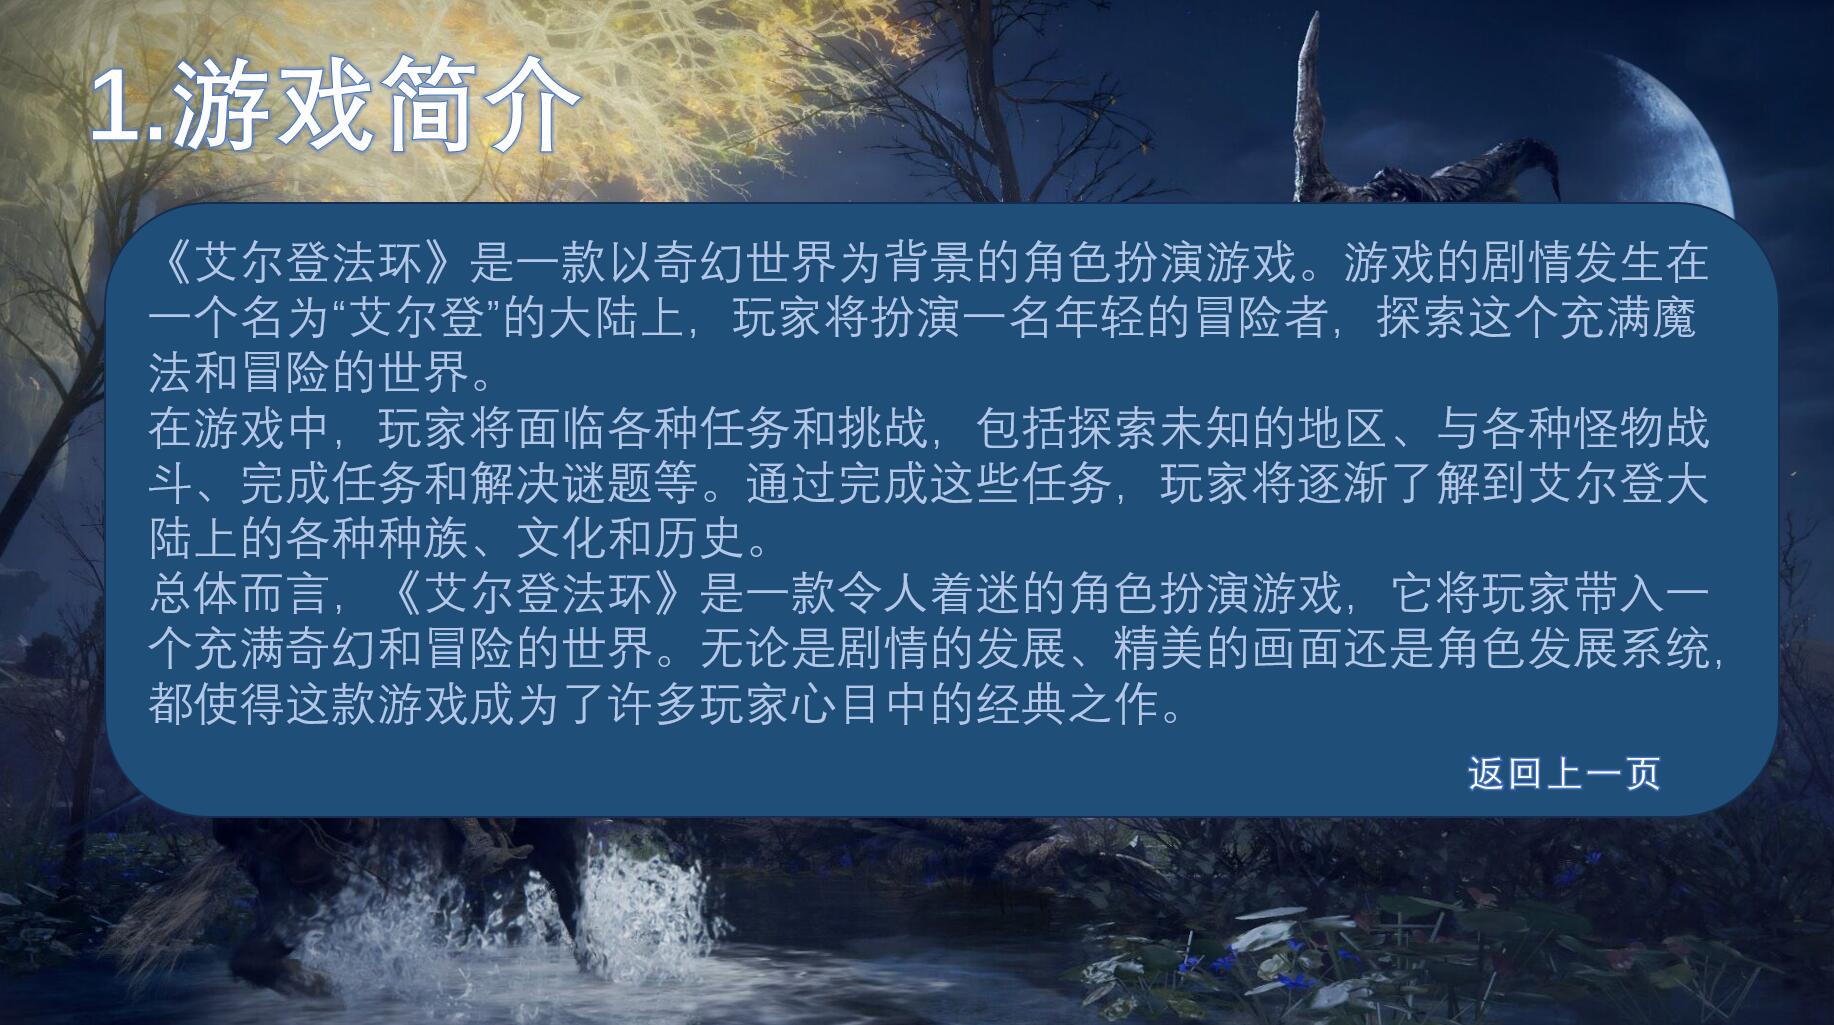 1.游戏简介
《艾尔登法环》是一款以奇幻世界为背景的角色扮演游戏。游戏的剧情发生在
一个名为“艾尔登”的大陆上，玩家将扮演一名年轻的冒险者，探索这个充满魔
法和冒险的世界。
在游戏中，玩家将面临各种任务和挑战，包括探索未知的地区、与各种怪物战
斗、完成任务和解决谜题等。通过完成这些任务，玩家将逐渐了解到艾尔登大
陆上的各种种族、文化和历史。
总体而言，《艾尔登法环》是一款令人着迷的角色扮演游戏，它将玩家带入一
个充满奇幻和冒险的世界。无论是剧情的发展、精美的画面还是角色发展系统，
都使得这款游戏成为了许多玩家心目中的经典之作。
返回上一页